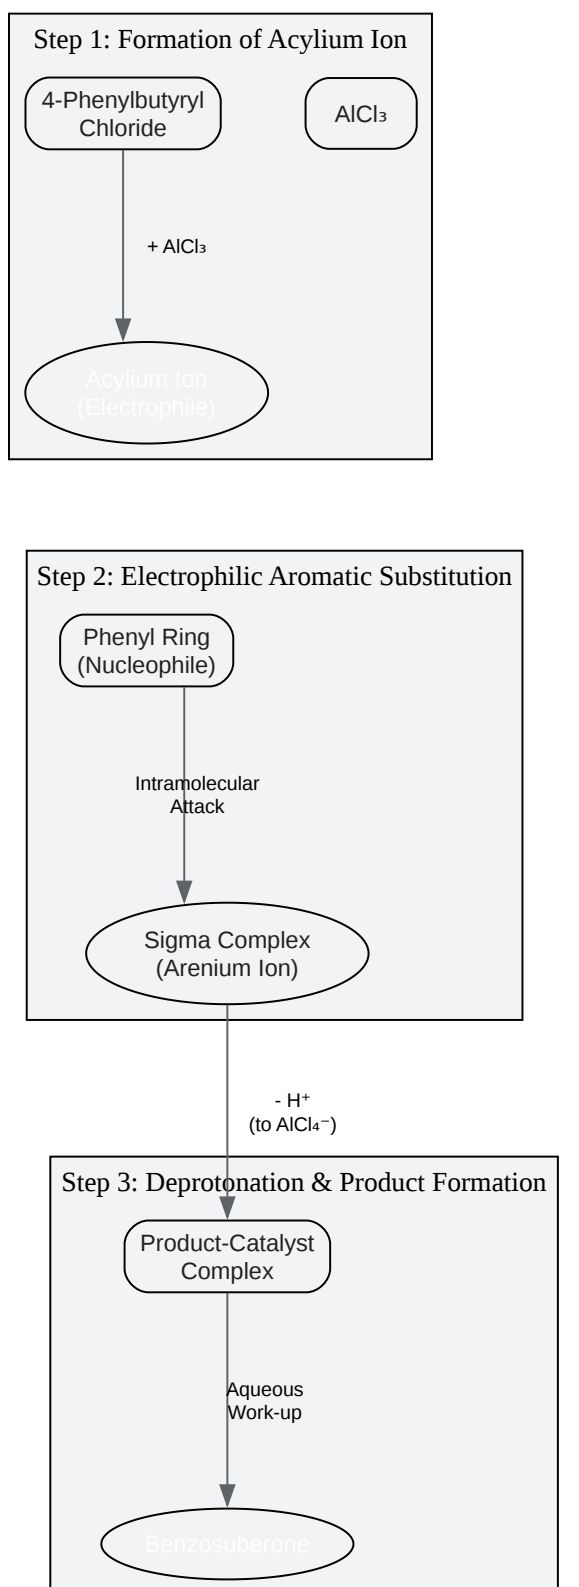 Step 1: Formation of Acylium Ion
4-Phenylbutyryl
Chloride
AlCl₃
+ AlCl₃
Acylium Ion
(Electrophile)
Step 2: Electrophilic Aromatic Substitution
Phenyl Ring
(Nucleophile)
Intramolecular
Attack
Sigma Complex
(Arenium Ion)
- H⁺
(to AlCl₄⁻)
Step 3: Deprotonation & Product Formation
Product-Catalyst
Complex
Aqueous
Work-up
Benzosuberone